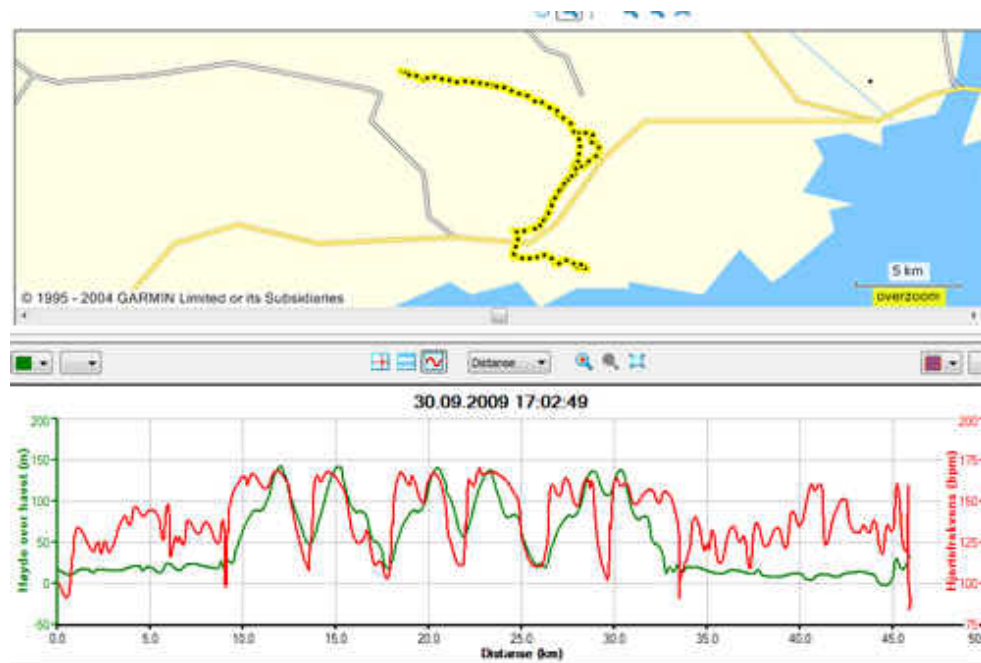 5 km
overzoom
© 1995 - 2004 GARMIN Limited or its Subsidiaries
Distanse ...
30.09.2009 17:02:49
200
150
100
50
0
-50
Høyde over havet (m)
200
175
150
125
100
75
Hjertefrekvens (bpm)
0.0 5.0 10.0 15.0 20.0 25.0 30.0 35.0 40.0 45.0 50
Distanse (km)